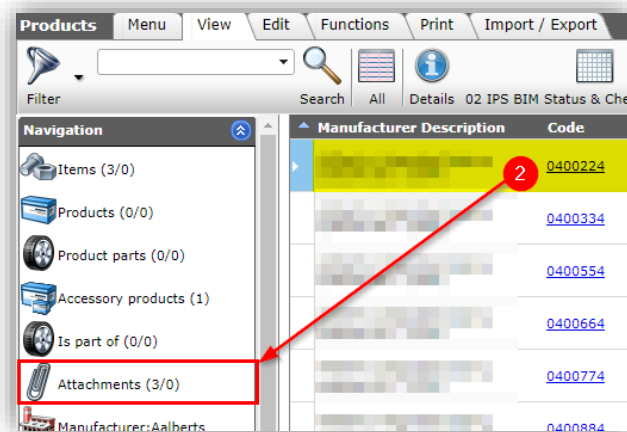 Products Menu View Edit Functions Print Import / Export
Filter Search All Details 02 IPS BIM Status & Che
Navigation
Items (3/0)
Products (0/0)
Product parts (0/0)
Accessory products (1)
Is part of (0/0)
Attachments (3/0)
Manufacturer:Aalberts
Manufacturer Description Code
2 0400224
0400334
0400554
0400664
0400774
0400884